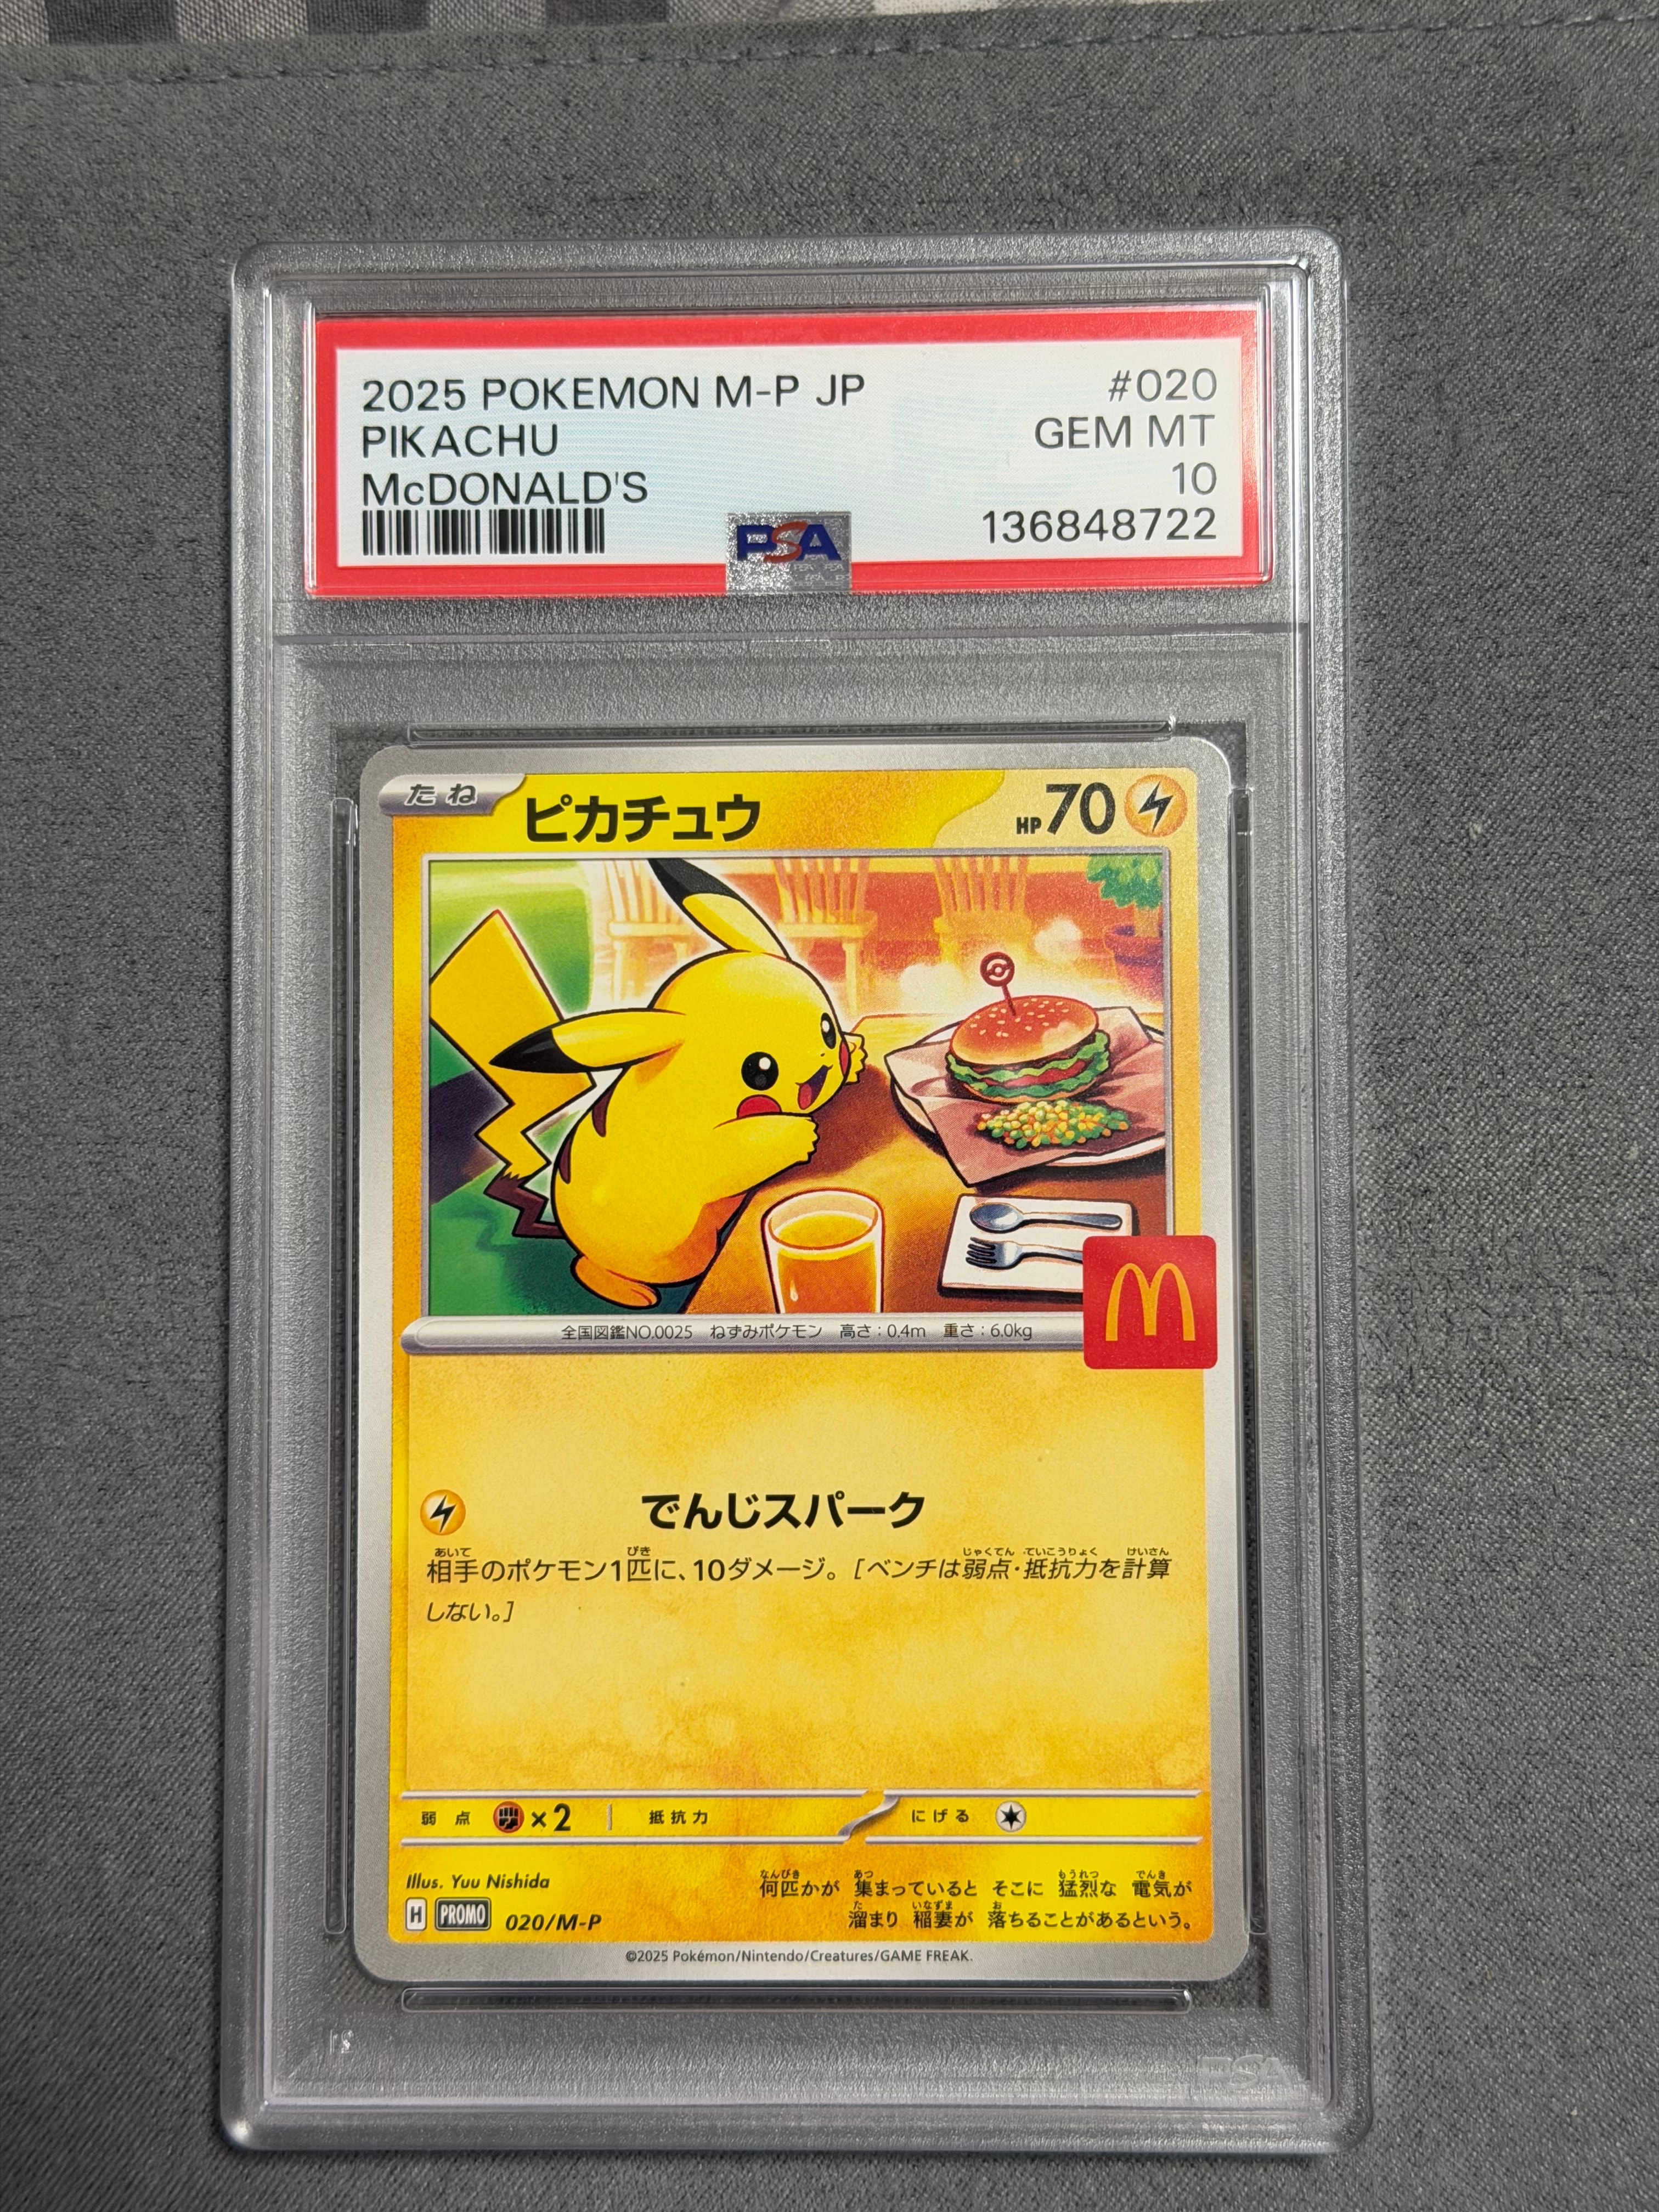 2025 POKEMON M-P JP #020
PIKACHU GEM MT
McDONALD'S 10
136848722
PSA
たね ピカチュウ HP70
M
全国図鑑NO.0025 ねずみポケモン 高さ:0.4m 重さ:6.0kg
でんじスパーク
相手のポケモン1匹に、10ダメージ。[ベンチは弱点・抵抗力を計算
しない。]
弱点 ×2 抵抗力 にげる
Illus. Yuu Nishida
何匹かが 集まっていると そこに 猛烈な 電気が
溜まり 稲妻が 落ちることがあるという。
H PROMO 020/M-P
©2025 Pokémon/Nintendo/Creatures/GAME FREAK.
PSA